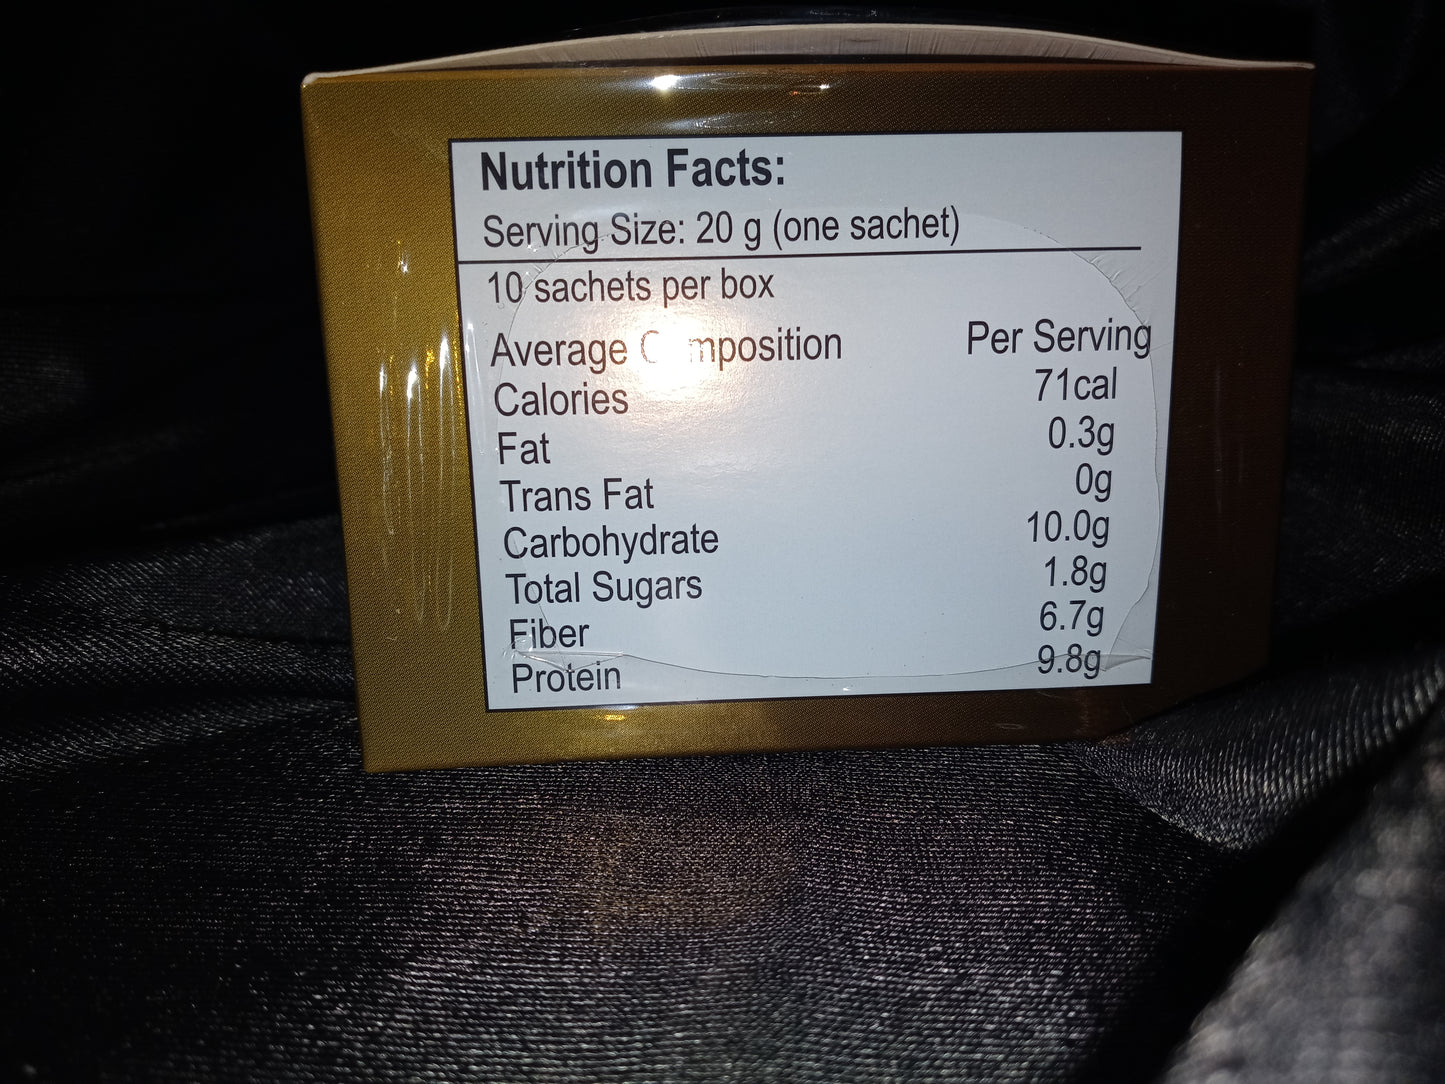 Nutrition Facts:
Serving Size: 20 g (one sachet)
10 sachets per box
Average Composition Per Serving
Calories 71cal
Fat 0.3g
Trans Fat 0g
Carbohydrate 10.0g
Total Sugars 1.8g
Fiber 6.7g
Protein 9.8g